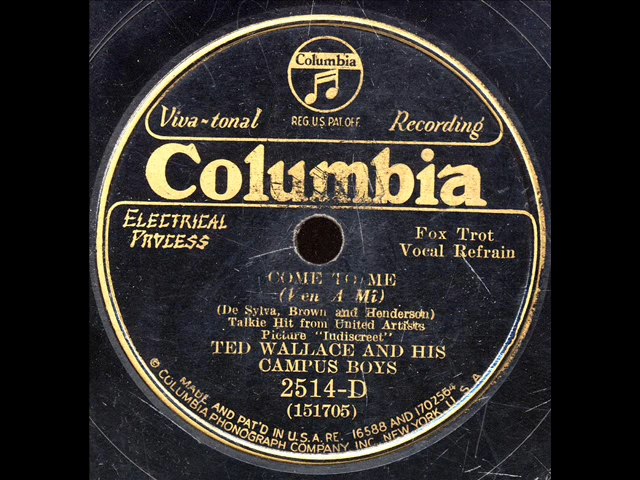 Columbia
REG. U.S. PAT. OFF.
Viva-tonal Recording
Columbia
ELECTRICAL
PROCESS
Fox Trot
Vocal Refrain
COME TO ME
(Ven A Mi)
(De Sylva, Brown and Henderson)
Talkie Hit from United Artists
Picture "Indiscreet"
TED WALLACE AND HIS
CAMPUS BOYS
2514-D
(151705)
MADE AND PAT'D IN U.S.A. RE. 16588 AND 1702564
© COLUMBIA PHONOGRAPH COMPANY, INC. NEW YORK, U.S.A.